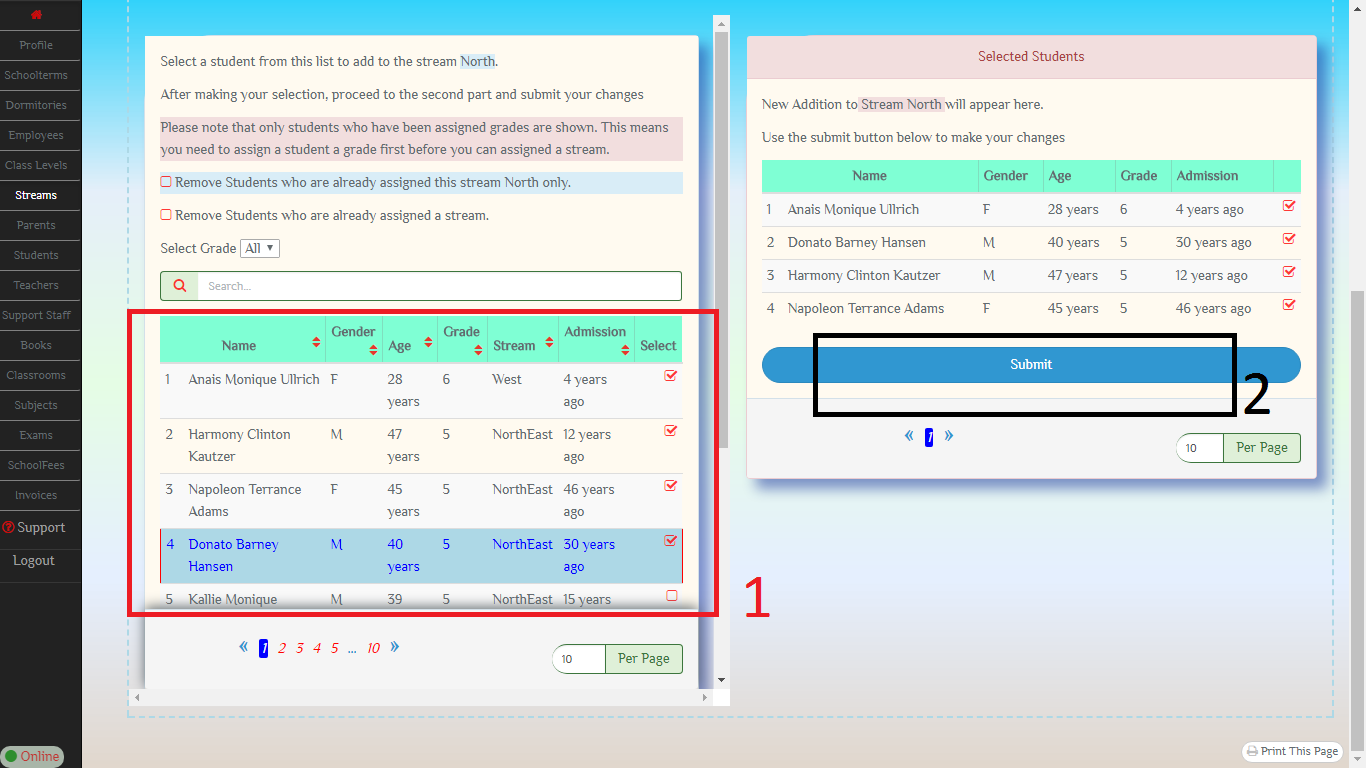 Profile
Schoolterms
Dormitories
Employees
Class Levels
Streams
Parents
Students
Teachers
Support Staff
Books
Classrooms
Subjects
Exams
SchoolFees
Invoices
Support
Logout
Online
Select a student from this list to add to the stream North.
After making your selection, proceed to the second part and submit your changes
Please note that only students who have been assigned grades are shown. This means
you need to assign a student a grade first before you can assigned a stream.
Remove Students who are already assigned this stream North only.
Remove Students who are already assigned a stream.
Select Grade All
Search...
Name Gender Age Grade Stream Admission Select
1 Anais Monique Ullrich F 28 6 West 4 years
years ago
2 Harmony Clinton M 47 5 NorthEast 12 years
Kautzer years ago
3 Napoleon Terrance F 45 5 NorthEast 46 years
Adams years ago
4 Donato Barney M 40 5 NorthEast 30 years
Hansen years ago
5 Kallie Monique M 39 5 NorthEast 15 years
1
« 1 2 3 4 5 ... 10 »
10 Per Page
Selected Students
New Addition to Stream North will appear here.
Use the submit button below to make your changes
Name Gender Age Grade Admission
1 Anais Monique Ullrich F 28 years 6 4 years ago
2 Donato Barney Hansen M 40 years 5 30 years ago
3 Harmony Clinton Kautzer M 47 years 5 12 years ago
4 Napoleon Terrance Adams F 45 years 5 46 years ago
Submit
2
« 1 »
10 Per Page
Print This Page